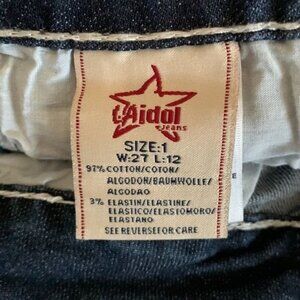 t.Aidol
Jeans
SIZE:1
W:27 L:12
97% COTTON/COTON/
ALGODÓN/BAUMWOLLE/
ALGODAO
3% ELASTIN/ELASTINE/
ELASTICO/ELASTOMORO/
ELASTANO
SEE REVERSE FOR CARE